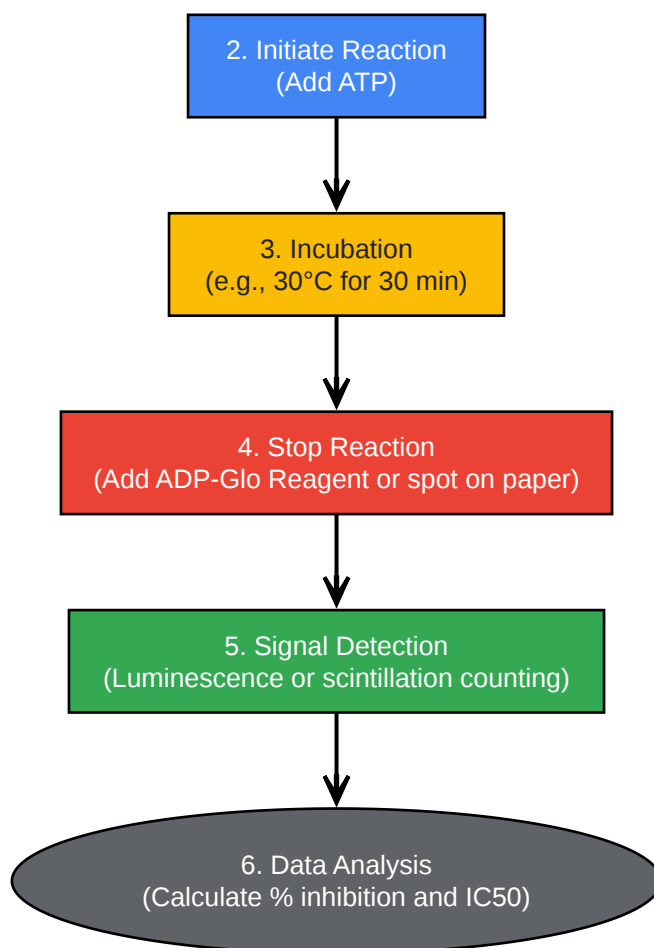 2. Initiate Reaction
(Add ATP)
3. Incubation
(e.g., 30°C for 30 min)
4. Stop Reaction
(Add ADP-Glo Reagent or spot on paper)
5. Signal Detection
(Luminescence or scintillation counting)
6. Data Analysis
(Calculate % inhibition and IC50)